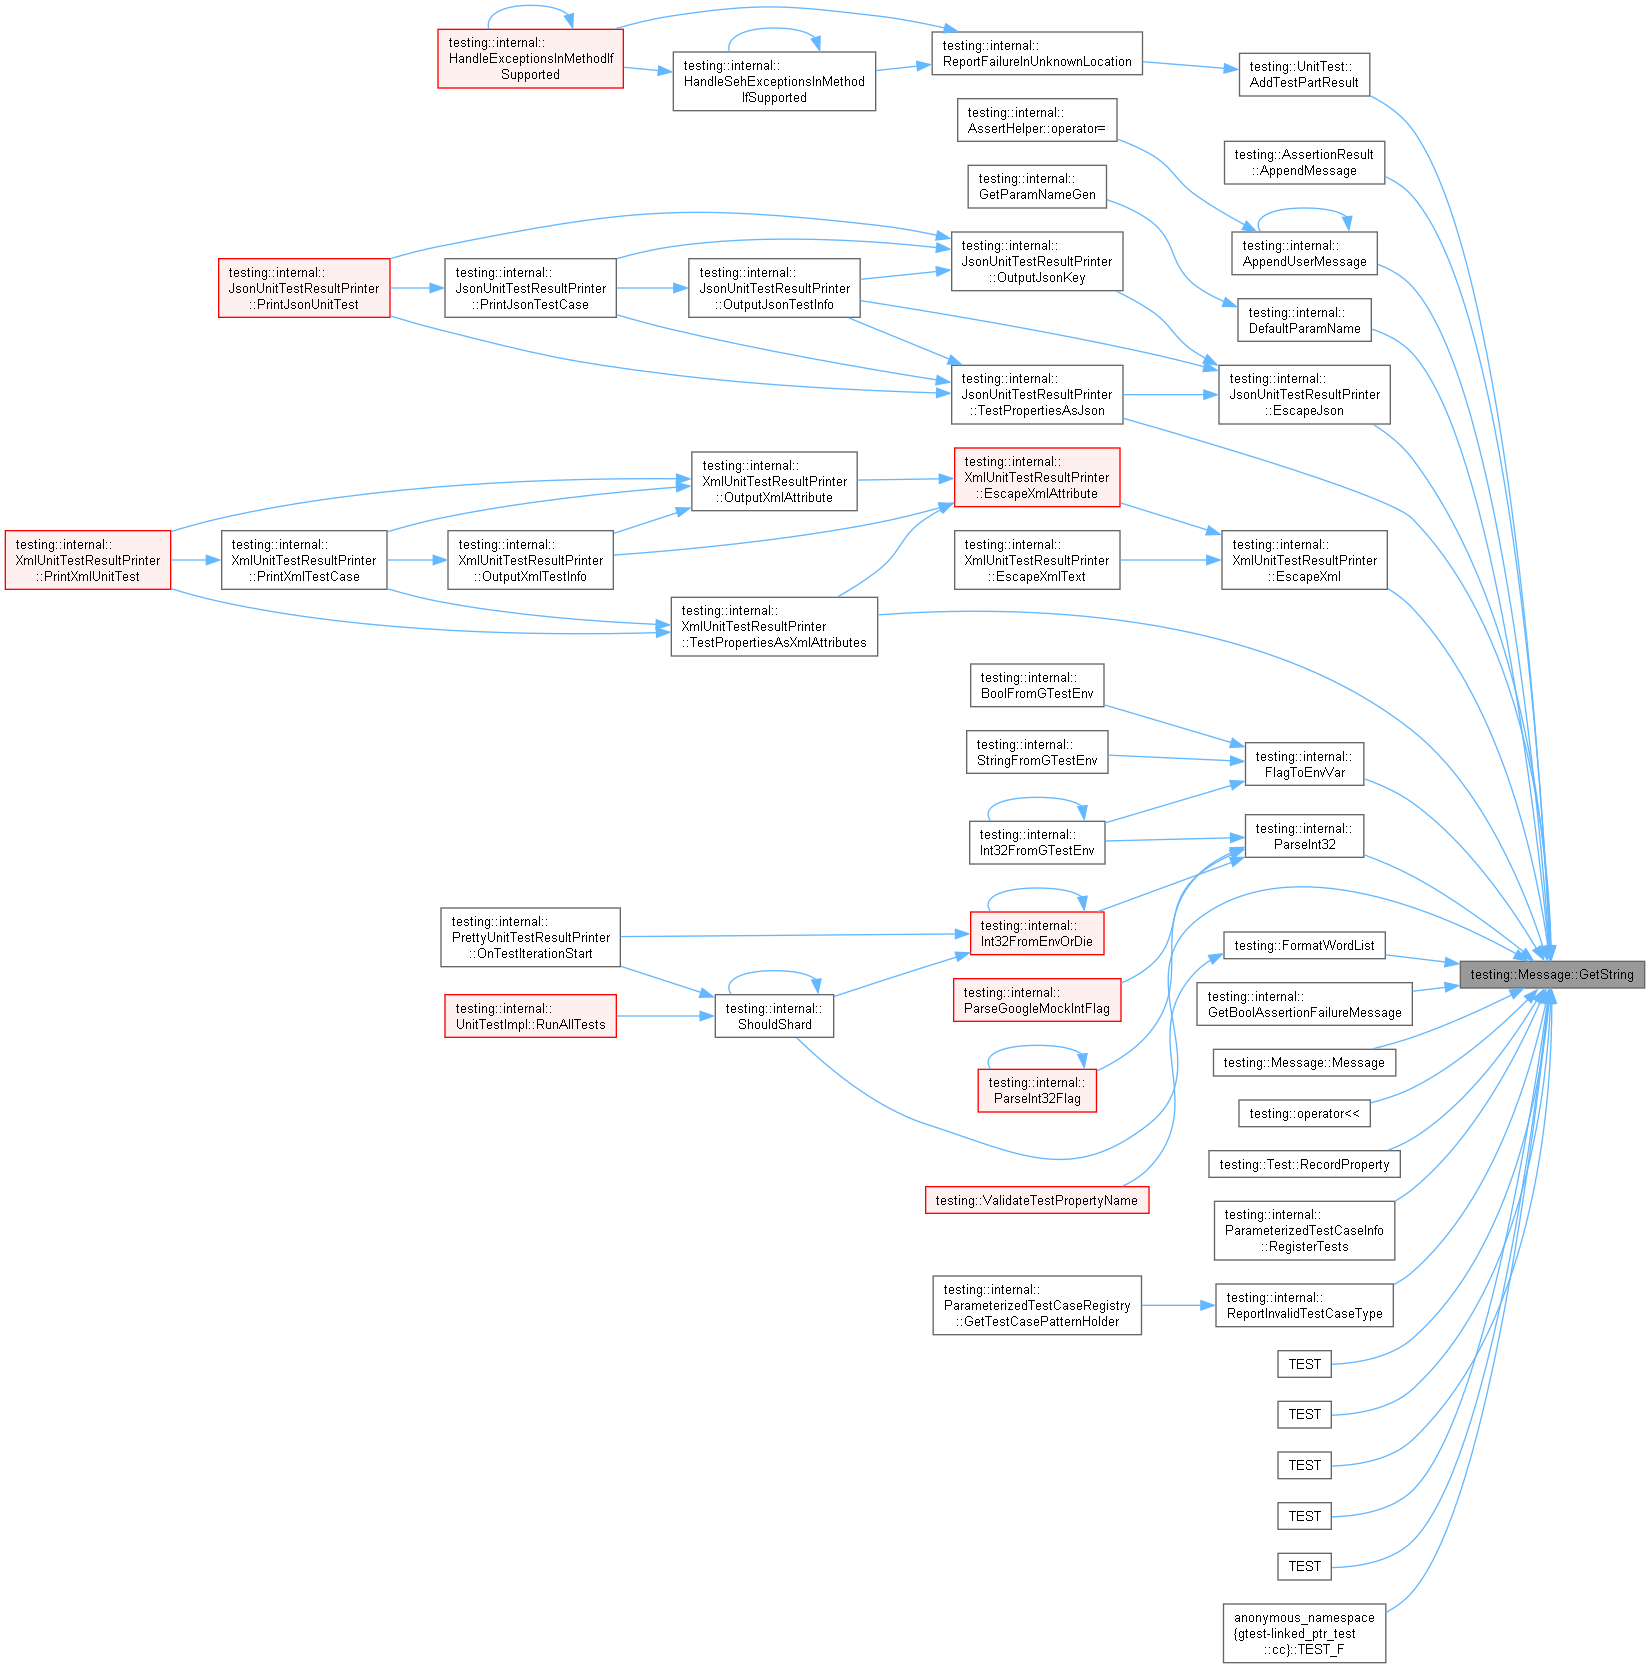 testing::internal::
HandleExceptionsInMethodIf
Supported
testing::internal::
HandleSehExceptionsInMethod
IfSupported
testing::internal::
ReportFailureInUnknownLocation
testing::UnitTest::
AddTestPartResult
testing::internal::
AssertHelper::operator=
testing::AssertionResult
::AppendMessage
testing::internal::
GetParamNameGen
testing::internal::
AppendUserMessage
testing::internal::
JsonUnitTestResultPrinter
::PrintJsonUnitTest
testing::internal::
JsonUnitTestResultPrinter
::PrintJsonTestCase
testing::internal::
JsonUnitTestResultPrinter
::OutputJsonTestInfo
testing::internal::
JsonUnitTestResultPrinter
::OutputJsonKey
testing::internal::
DefaultParamName
testing::internal::
JsonUnitTestResultPrinter
::TestPropertiesAsJson
testing::internal::
JsonUnitTestResultPrinter
::EscapeJson
testing::internal::
XmlUnitTestResultPrinter
::OutputXmlAttribute
testing::internal::
XmlUnitTestResultPrinter
::EscapeXmlAttribute
testing::internal::
XmlUnitTestResultPrinter
::PrintXmlUnitTest
testing::internal::
XmlUnitTestResultPrinter
::PrintXmlTestCase
testing::internal::
XmlUnitTestResultPrinter
::OutputXmlTestInfo
testing::internal::
XmlUnitTestResultPrinter
::EscapeXmlText
testing::internal::
XmlUnitTestResultPrinter
::EscapeXml
testing::internal::
XmlUnitTestResultPrinter
::TestPropertiesAsXmlAttributes
testing::internal::
BoolFromGTestEnv
testing::internal::
StringFromGTestEnv
testing::internal::
FlagToEnvVar
testing::internal::
Int32FromGTestEnv
testing::internal::
ParseInt32
testing::internal::
PrettyUnitTestResultPrinter
::OnTestIterationStart
testing::internal::
Int32FromEnvOrDie
testing::FormatWordList
testing::Message::GetString
testing::internal::
UnitTestImpl::RunAllTests
testing::internal::
ShouldShard
testing::internal::
ParseGoogleMockIntFlag
testing::internal::
GetBoolAssertionFailureMessage
testing::Message::Message
testing::internal::
ParseInt32Flag
testing::operator<<
testing::Test::RecordProperty
testing::ValidateTestPropertyName
testing::internal::
ParameterizedTestCaseInfo
::RegisterTests
testing::internal::
ParameterizedTestCaseRegistry
::GetTestCasePatternHolder
testing::internal::
ReportInvalidTestCaseType
TEST
TEST
TEST
TEST
TEST
anonymous_namespace
{gtest-linked_ptr_test
::cc}::TEST_F